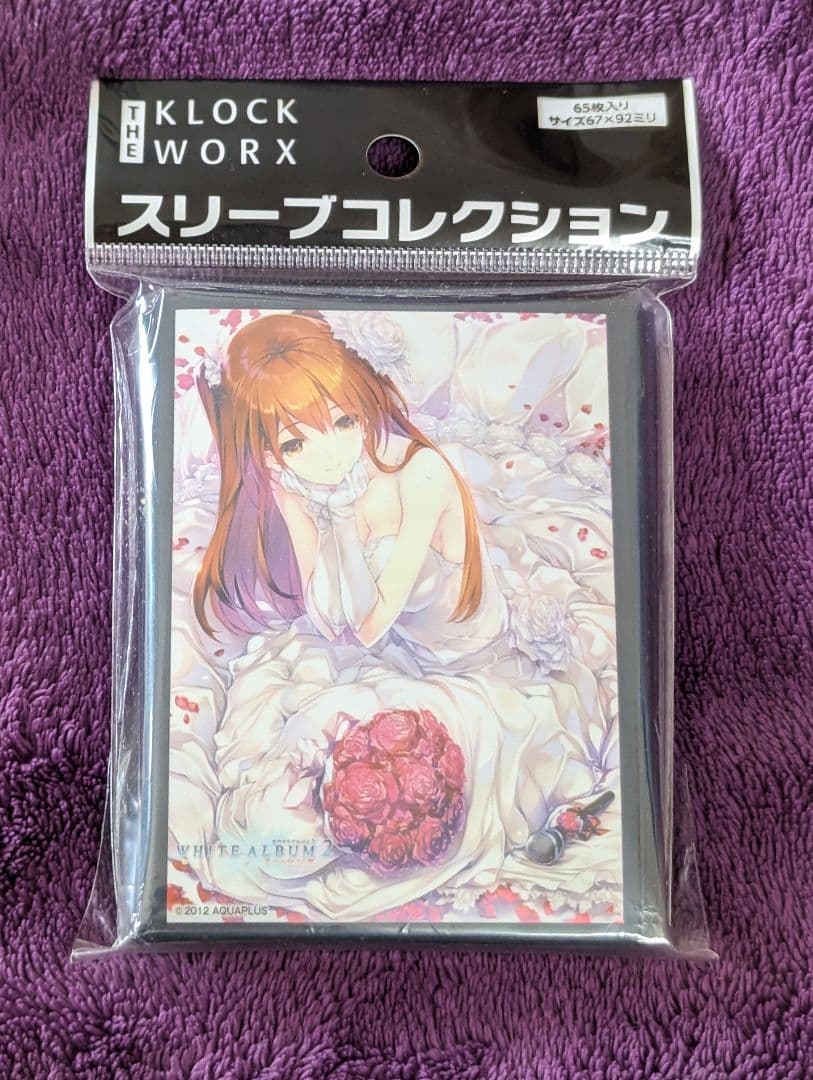 THE
KLOCK
WORX
65枚入り
サイズ67×92ミリ
スリーブコレクション
WHITE ALBUM 2
©2012 AQUAPLUS